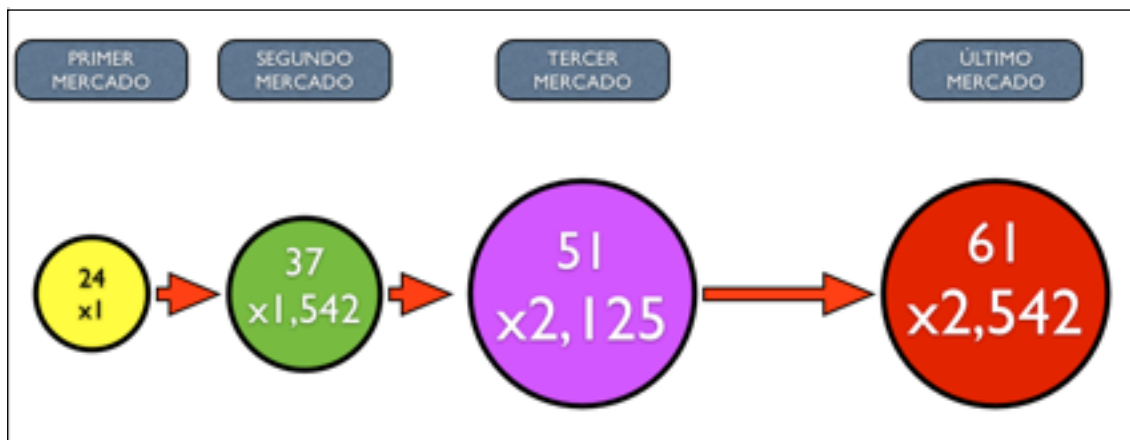 PRIMER
MERCADO
SEGUNDO
MERCADO
TERCER
MERCADO
ÚLTIMO
MERCADO
24
x1
37
x1,542
51
x2,125
61
x2,542